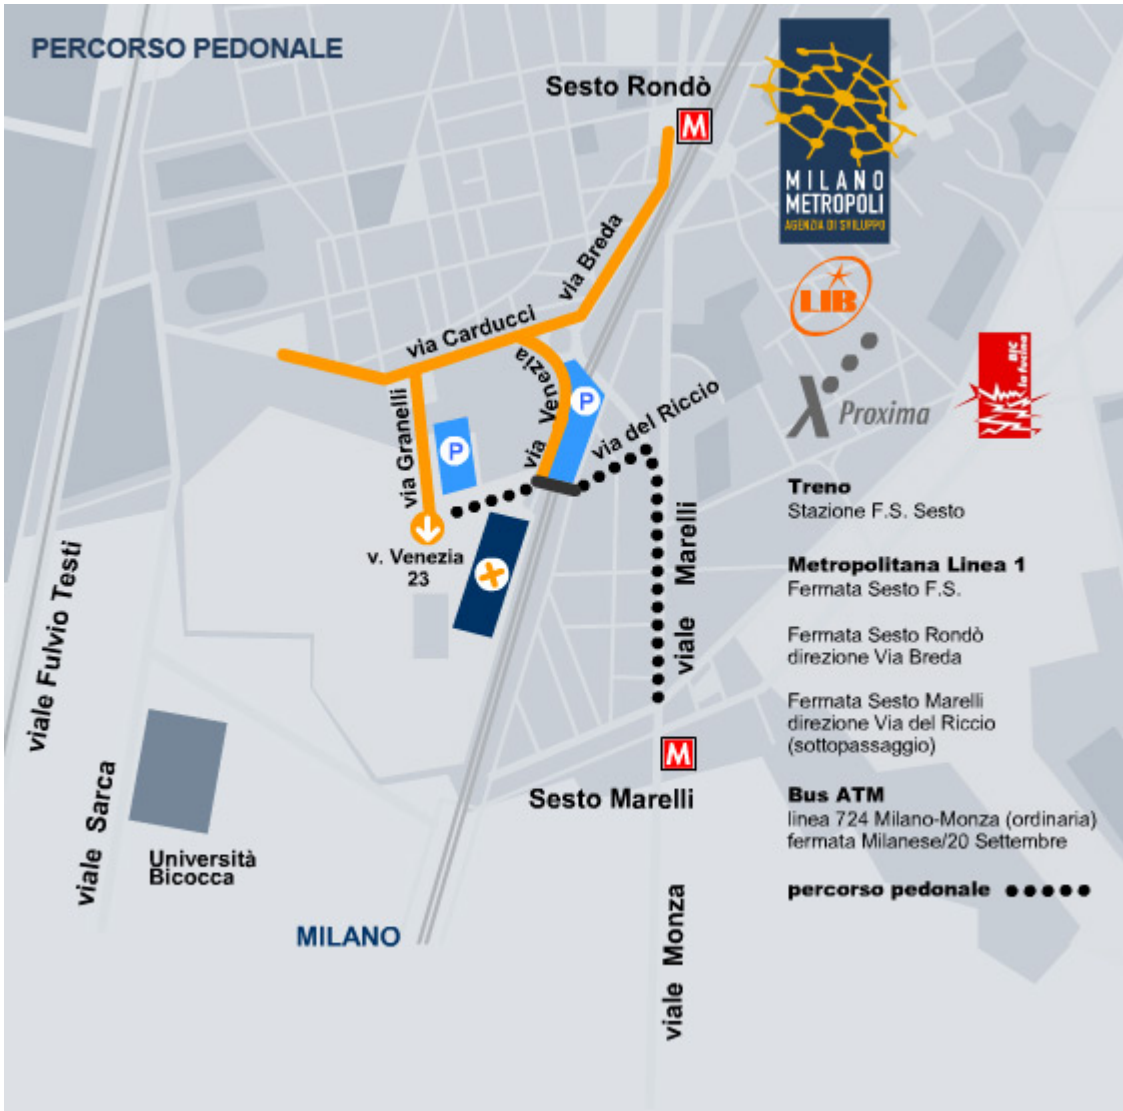 PERCORSO PEDONALE
Sesto Rondò
M
MILANO
METROPOLI
AGENZIA DI SVILUPPO
via Breda
LIB
via Carducci
BIC
la fucina
via Venezia
P
via del Riccio
Proxima
via Granelli
P
Treno
Stazione F.S. Sesto
v. Venezia
23
viale Marelli
Metropolitana Linea 1
Fermata Sesto F.S.
Fermata Sesto Rondò
direzione Via Breda
viale Fulvio Testi
Fermata Sesto Marelli
direzione Via del Riccio
(sottopassaggio)
M
Sesto Marelli
Bus ATM
linea 724 Milano-Monza (ordinaria)
fermata Milanese/20 Settembre
viale Sarca
Università
Bicocca
percorso pedonale
MILANO
viale Monza